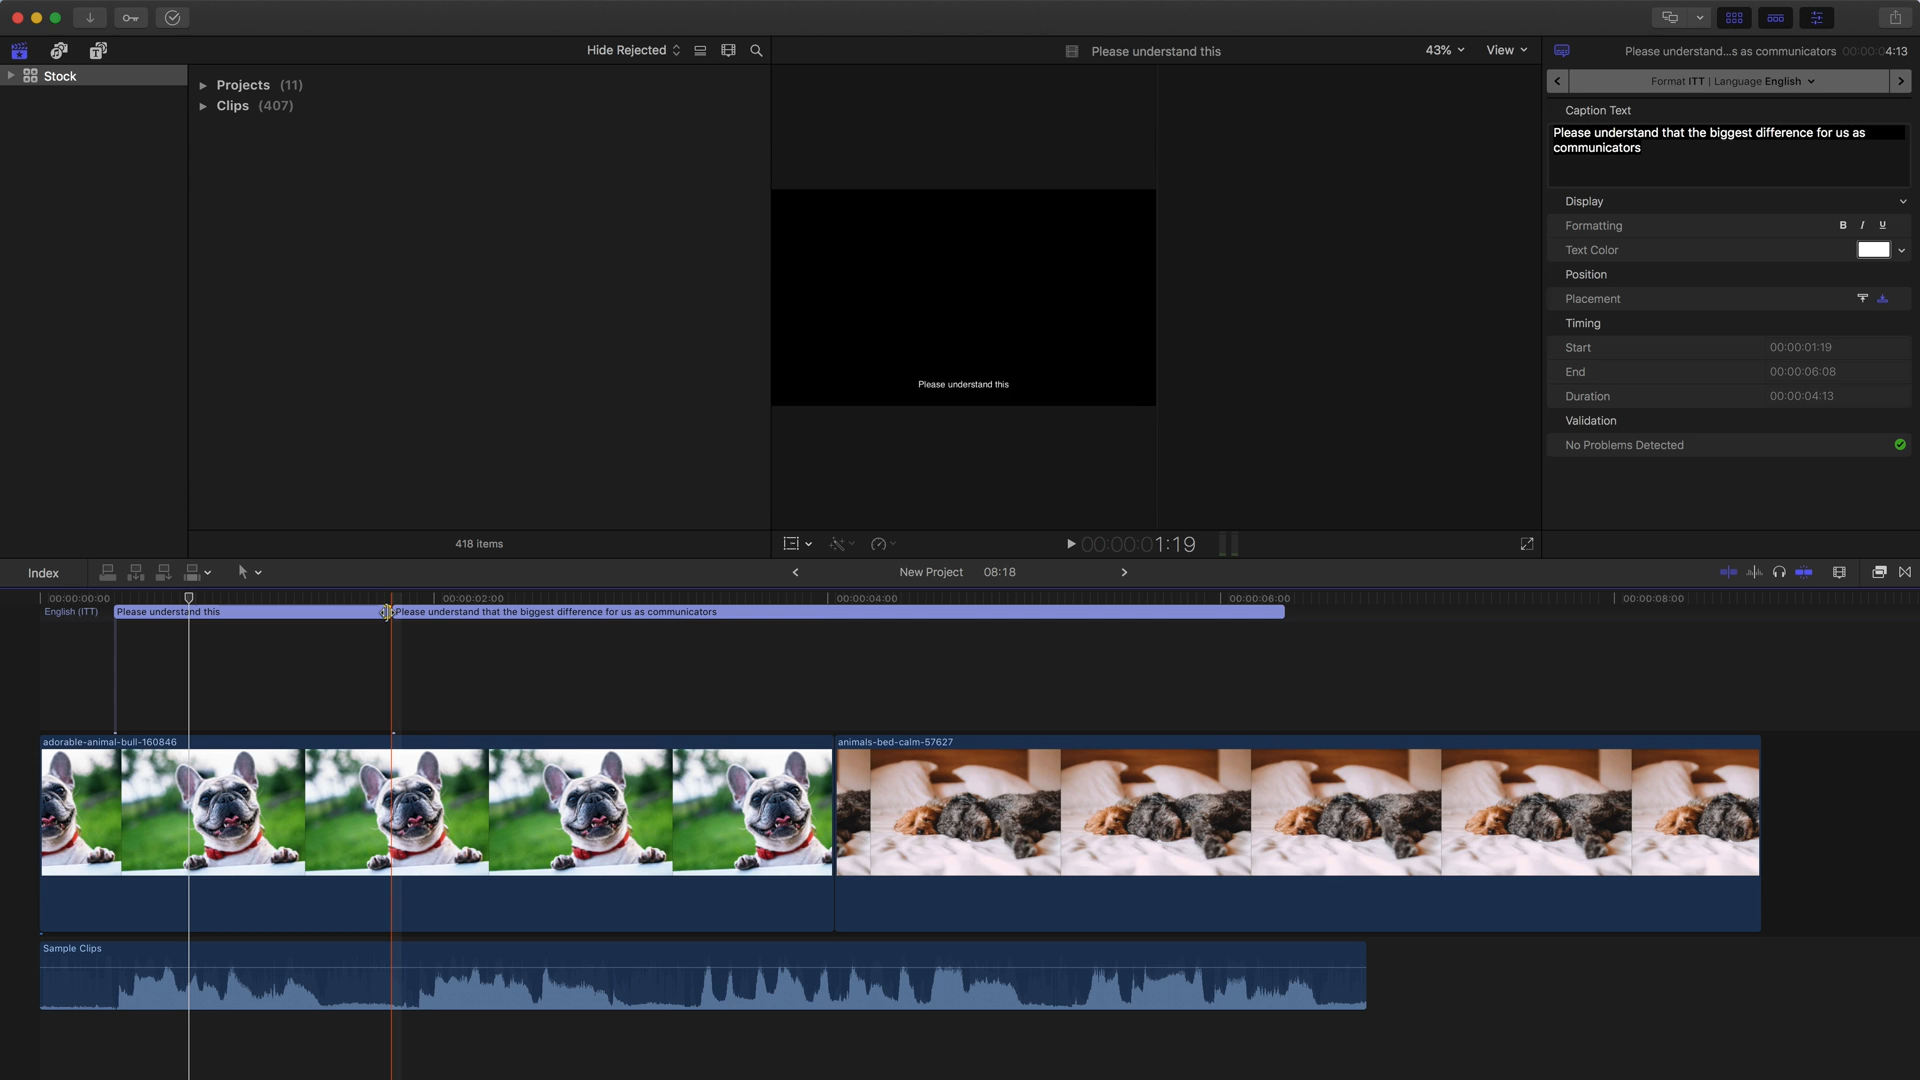 Hide Rejected
Please understand this
43%
View
Please understand...s as communicators
00:00:04:13
Stock
Projects (11)
Clips (407)
Format ITT | Language English
Caption Text
Please understand that the biggest difference for us as
communicators
Display
Formatting
B I U
Text Color
Position
Placement
Timing
Start 00:00:01:19
End 00:00:06:08
Duration 00:00:04:13
Validation
No Problems Detected
Please understand this
418 items
00:00:01:19
Index
New Project
08:18
00:00:00:00
00:00:02:00
00:00:04:00
00:00:06:00
00:00:08:00
English (ITT)
Please understand this
Please understand that the biggest difference for us as communicators
adorable-animal-bull-160846
animals-bed-calm-57627
Sample Clips